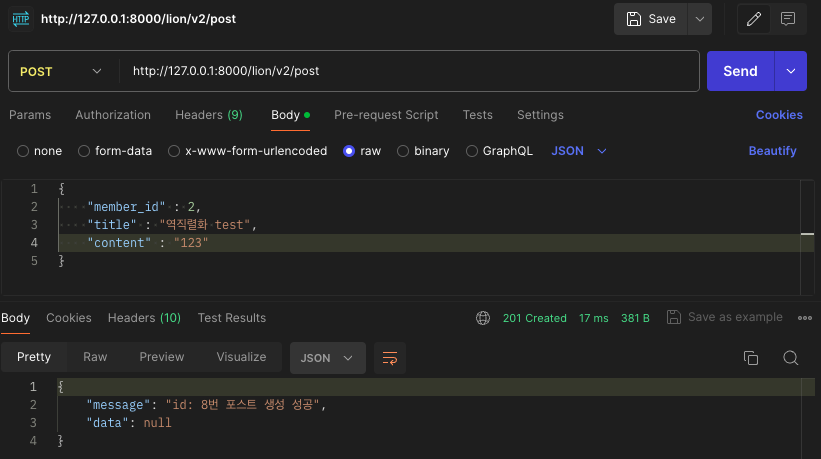 HTTP http://127.0.0.1:8000/lion/v2/post Save
POST http://127.0.0.1:8000/lion/v2/post Send
Params Authorization Headers (9) Body Pre-request Script Tests Settings Cookies
none form-data x-www-form-urlencoded raw binary GraphQL JSON Beautify
1 {
2 "member_id" : 2,
3 "title" : "역직렬화 test",
4 "content" : "123"
5 }
Body Cookies Headers (10) Test Results 201 Created 17 ms 381 B Save as example
Pretty Raw Preview Visualize JSON
1 {
2 "message": "id: 8번 포스트 생성 성공",
3 "data": null
4 }